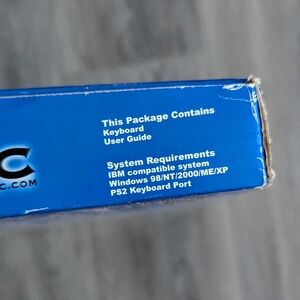 This Package Contains
Keyboard
User Guide
System Requirements
IBM compatible system
Windows 98/NT/2000/ME/XP
PS2 Keyboard Port
C
C.COM